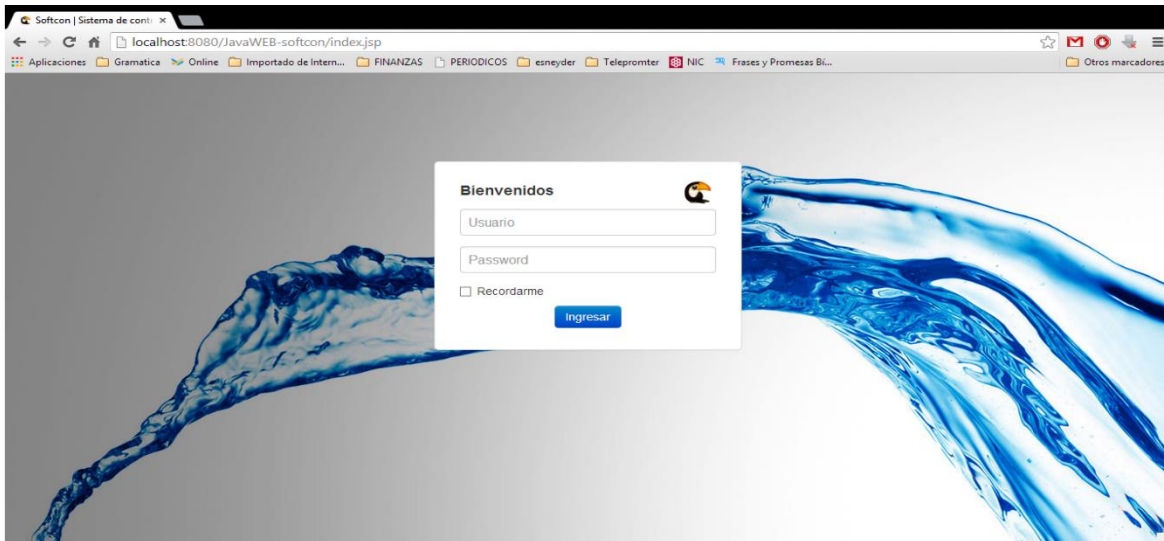 Softcon | Sistema de conti
localhost:8080/JavaWEB-softcon/index.jsp
Aplicaciones Gramatica Online Importado de Intern... FINANZAS PERIODICOS esneyder Telepromter NIC Frases y Promesas Bí... Otros marcadores
Bienvenidos
Usuario
Password
Recordarme
Ingresar